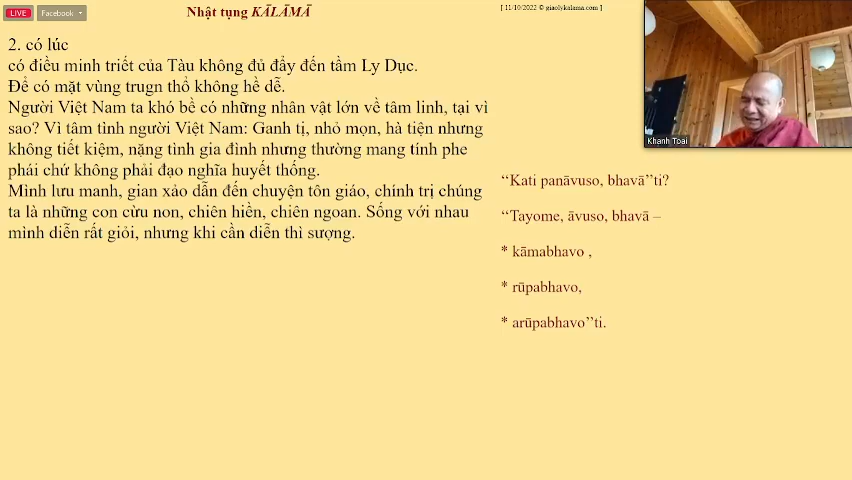 LIVE
Facebook
Nhật tụng KĀLĀMĀ
[ 11/10/2022 © giaolykalama.com ]
2. có lúc
có điều minh triết của Tàu không đủ đẩy đến tầm Ly Dục.
Để có mặt vùng trugn thổ không hề dễ.
Người Việt Nam ta khó bề có những nhân vật lớn về tâm linh, tại vì
sao? Vì tâm tình người Việt Nam: Ganh tị, nhỏ mọn, hà tiện nhưng
không tiết kiệm, nặng tình gia đình nhưng thường mang tính phe
phái chứ không phải đạo nghĩa huyết thống.
Mình lưu manh, gian xảo dẫn đến chuyện tôn giáo, chính trị chúng
ta là những con cừu non, chiên hiền, chiên ngoan. Sống với nhau
mình diễn rất giỏi, nhưng khi cần diễn thì sượng.
Khanh Toai
“Kati panāvuso, bhavā”ti?
“Tayome, āvuso, bhavā –
* kāmabhavo ,
* rūpabhavo,
* arūpabhavo”ti.